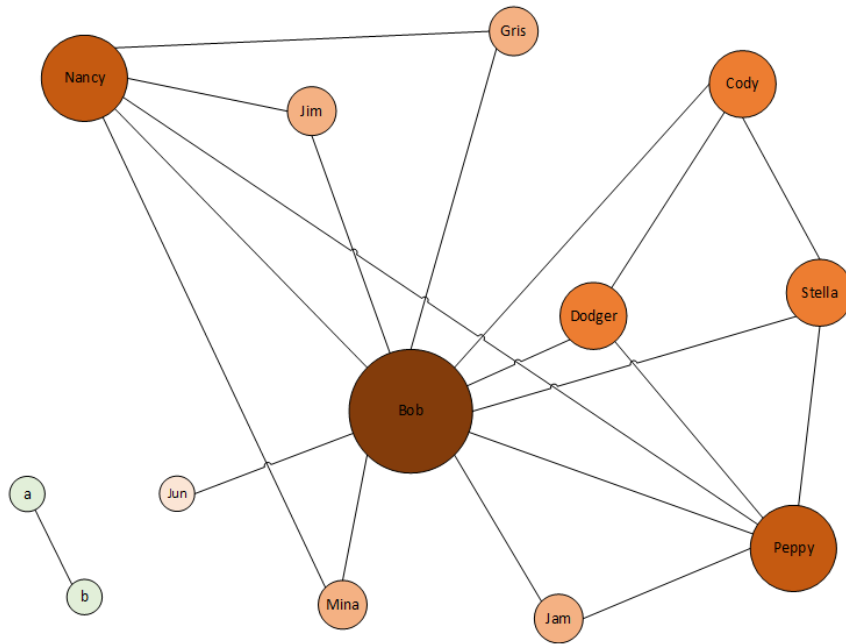 Gris
Nancy
Cody
Jim
Stella
Dodger
Bob
a
Jun
Peppy
b
Mina
Jam